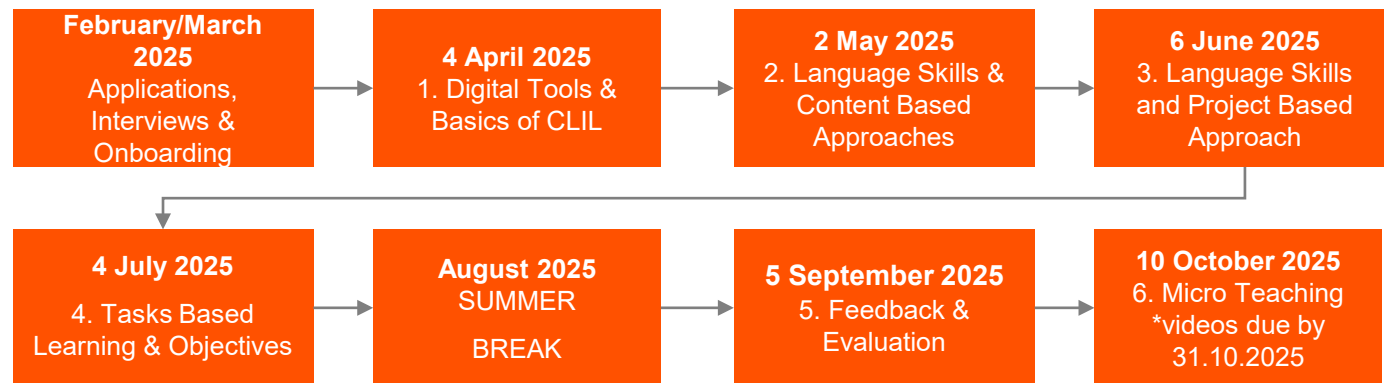 February/March
2025
Applications,
Interviews &
Onboarding
4 April 2025
1. Digital Tools &
Basics of CLIL
2 May 2025
2. Language Skills &
Content Based
Approaches
6 June 2025
3. Language Skills
and Project Based
Approach
4 July 2025
4. Tasks Based
Learning & Objectives
August 2025
SUMMER
BREAK
5 September 2025
5. Feedback &
Evaluation
10 October 2025
6. Micro Teaching
*videos due by
31.10.2025